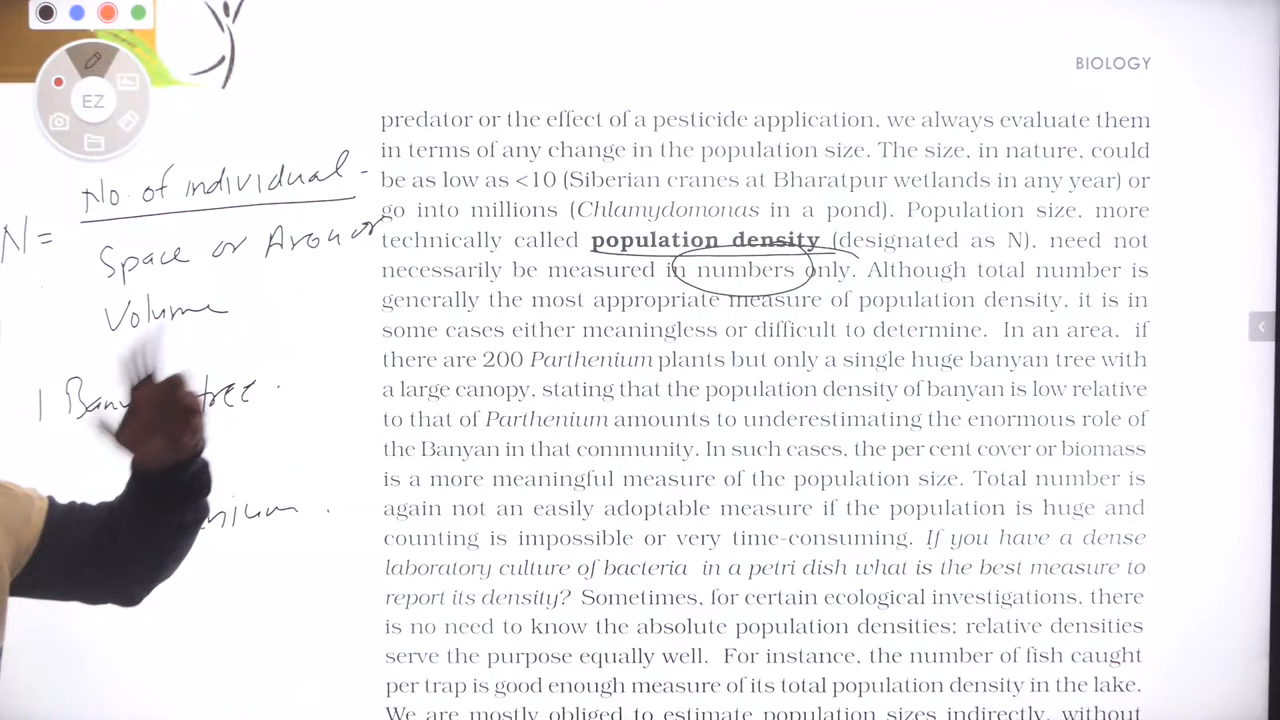 BIOLOGY
EZ
No. of individual
N =
Space or Area or
Volume
1 tree
predator or the effect of a pesticide application, we always evaluate them
in terms of any change in the population size. The size, in nature, could
be as low as <10 (Siberian cranes at Bharatpur wetlands in any year) or
go into millions (Chlamydomonas in a pond). Population size, more
technically called population density (designated as N), need not
necessarily be measured in numbers only. Although total number is
generally the most appropriate measure of population density, it is in
some cases either meaningless or difficult to determine. In an area, if
there are 200 Parthenium plants but only a single huge banyan tree with
a large canopy, stating that the population density of banyan is low relative
to that of Parthenium amounts to underestimating the enormous role of
the Banyan in that community. In such cases, the per cent cover or biomass
is a more meaningful measure of the population size. Total number is
again not an easily adoptable measure if the population is huge and
counting is impossible or very time-consuming. If you have a dense
laboratory culture of bacteria in a petri dish what is the best measure to
report its density? Sometimes, for certain ecological investigations, there
is no need to know the absolute population densities; relative densities
serve the purpose equally well. For instance, the number of fish caught
per trap is good enough measure of its total population density in the lake.
We are mostly obliged to estimate population sizes indirectly, without